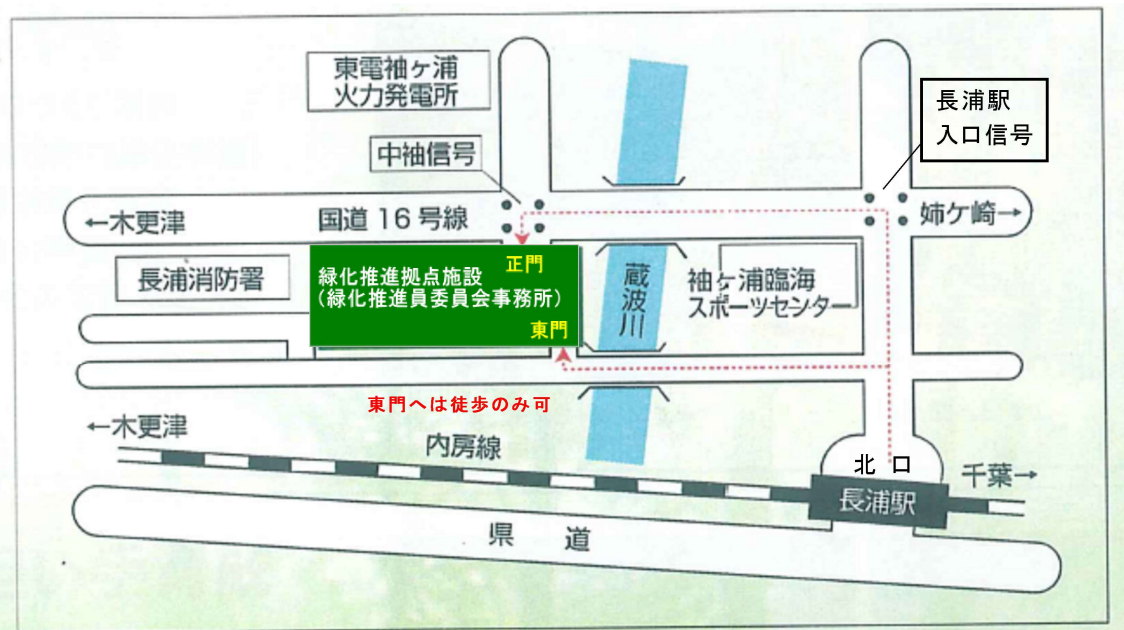 東電袖ヶ浦
火力発電所
長浦駅
入口信号
中袖信号
←木更津
国道16号線
姉ケ崎→
長浦消防署
正門
緑化推進拠点施設
（緑化推進員委員会事務所）
東門
蔵波川
袖ヶ浦臨海
スポーツセンター
東門へは徒歩のみ可
←木更津
内房線
北口
千葉→
長浦駅
県道